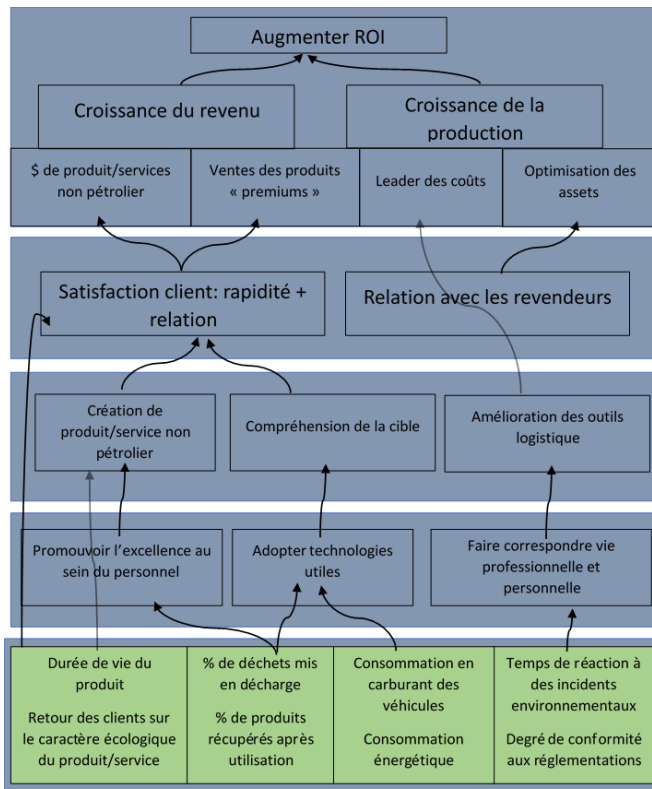 Augmenter ROI
Croissance du revenu
Croissance de la
production
$ de produit/services
non pétrolier
Ventes des produits
« premiums »
Leader des coûts
Optimisation des
assets
Satisfaction client: rapidité +
relation
Relation avec les revendeurs
Création de
produit/service non
pétrolier
Compréhension de la cible
Amélioration des outils
logistique
Promouvoir l'excellence au
sein du personnel
Adopter technologies
utiles
Faire correspondre vie
professionnelle et
personnelle
Durée de vie du
produit
Retour des clients sur
le caractère écologique
du produit/service
% de déchets mis
en décharge
% de produits
récupérés après
utilisation
Consommation en
carburant des
véhicules
Consommation
énergétique
Temps de réaction à
des incidents
environnementaux
Degré de conformité
aux réglementations